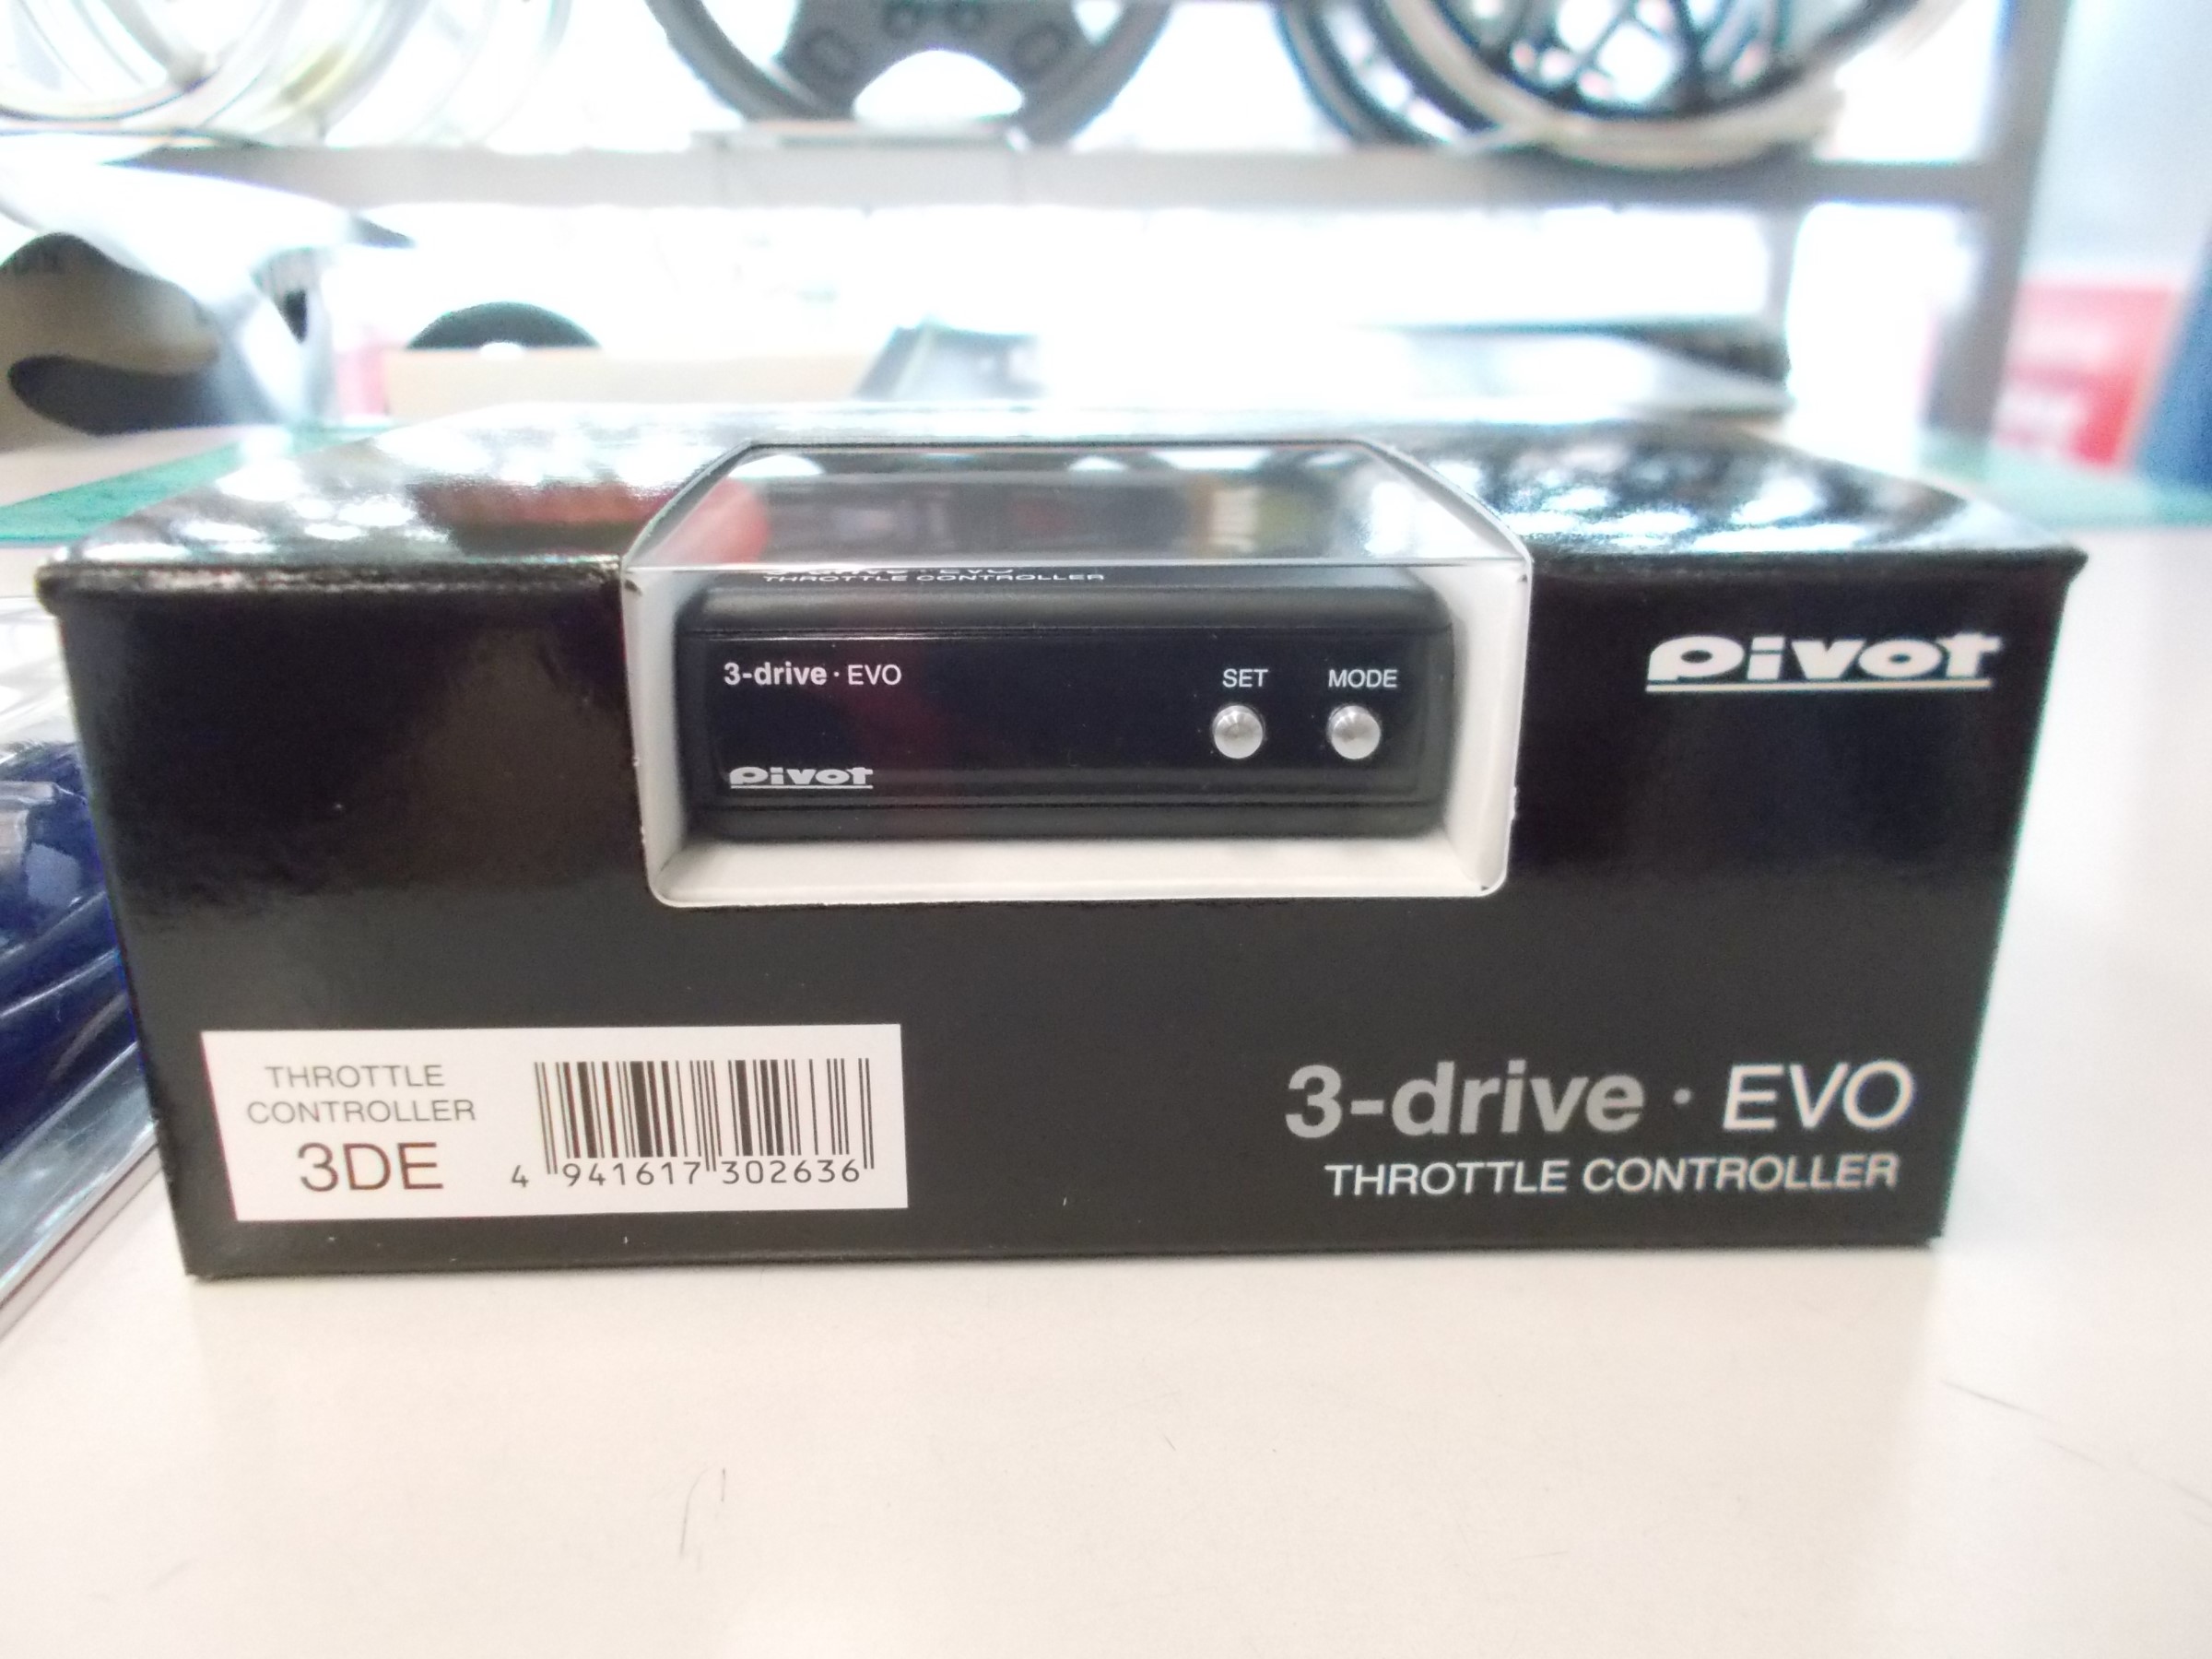 THROTTLE CONTROLLER
3-drive · EVO
SET MODE
pivot
pivot
THROTTLE
CONTROLLER
3DE
4 941617 302636
3-drive · EVO
THROTTLE CONTROLLER